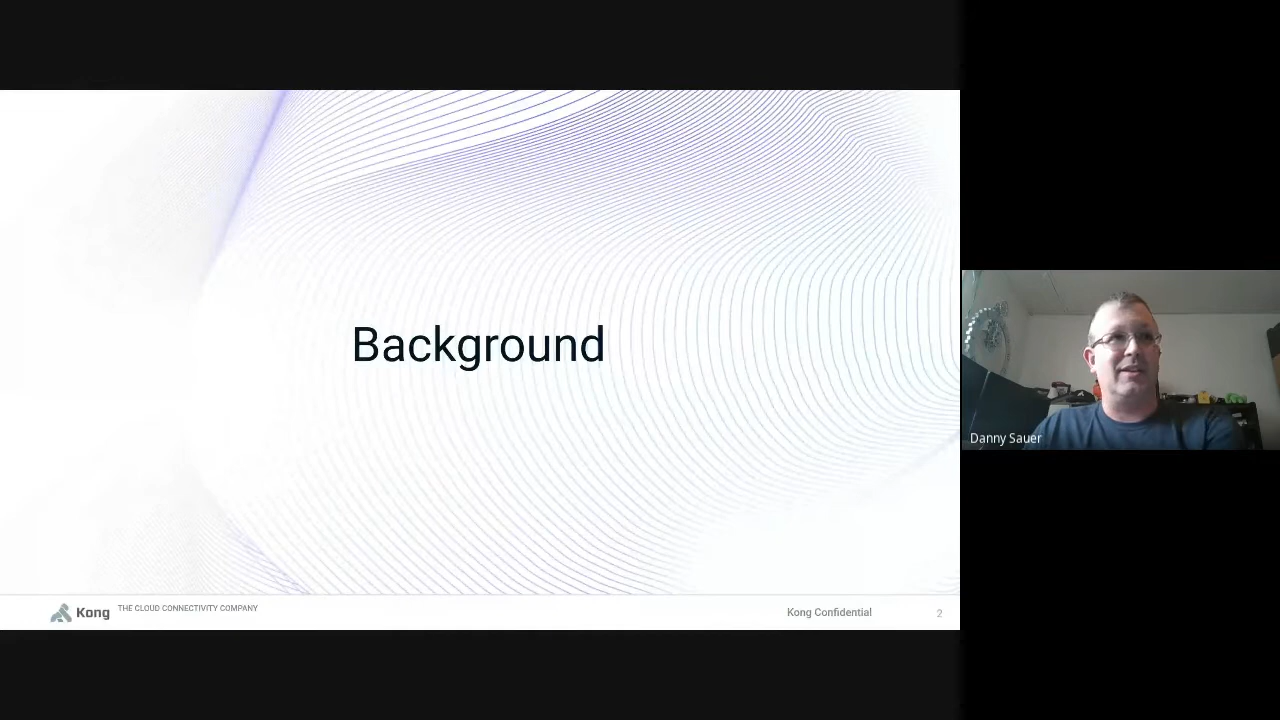 Background
Kong THE CLOUD CONNECTIVITY COMPANY
Kong Confidential
2
Danny Sauer